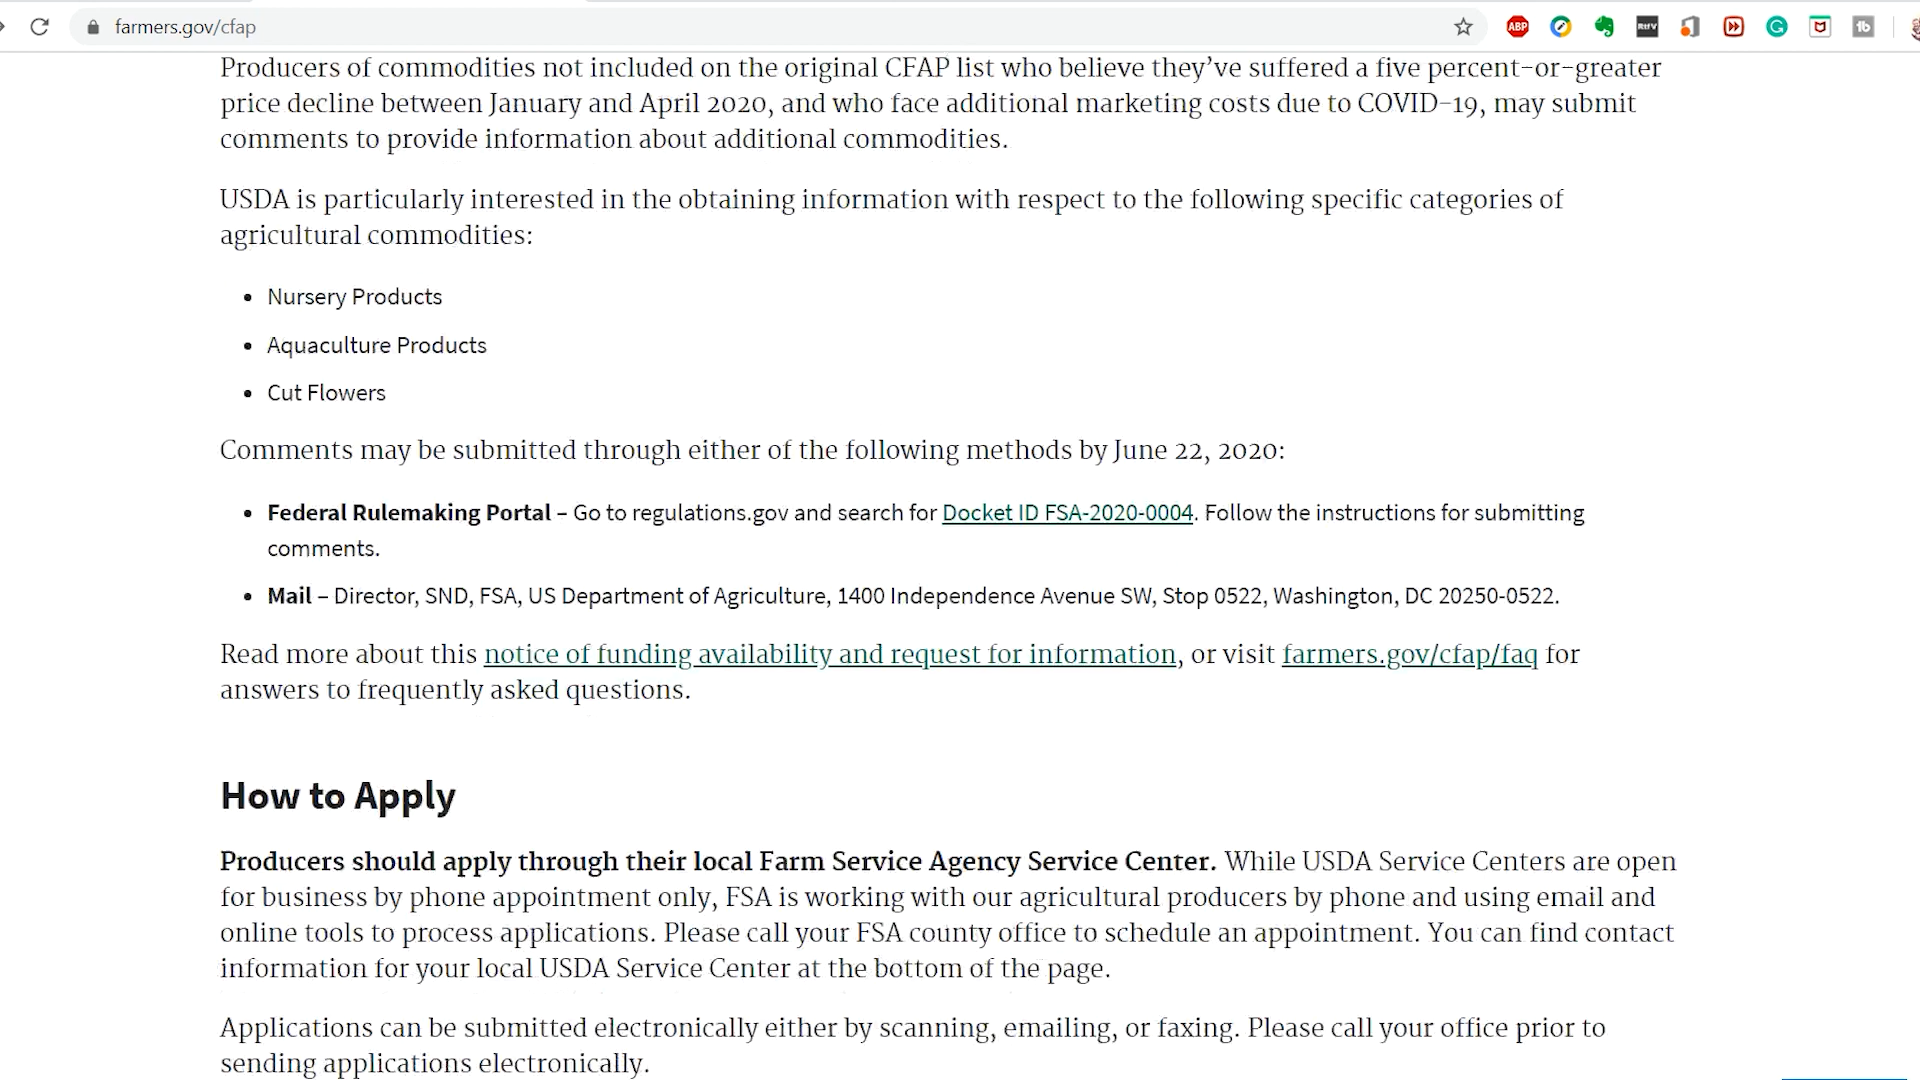 farmers.gov/cfap
ABP
RtfV
G
tb
Producers of commodities not included on the original CFAP list who believe they’ve suffered a five percent-or-greater
price decline between January and April 2020, and who face additional marketing costs due to COVID-19, may submit
comments to provide information about additional commodities.
USDA is particularly interested in the obtaining information with respect to the following specific categories of
agricultural commodities:
• Nursery Products
• Aquaculture Products
• Cut Flowers
Comments may be submitted through either of the following methods by June 22, 2020:
• Federal Rulemaking Portal – Go to regulations.gov and search for Docket ID FSA-2020-0004. Follow the instructions for submitting
comments.
• Mail – Director, SND, FSA, US Department of Agriculture, 1400 Independence Avenue SW, Stop 0522, Washington, DC 20250-0522.
Read more about this notice of funding availability and request for information, or visit farmers.gov/cfap/faq for
answers to frequently asked questions.
How to Apply
Producers should apply through their local Farm Service Agency Service Center. While USDA Service Centers are open
for business by phone appointment only, FSA is working with our agricultural producers by phone and using email and
online tools to process applications. Please call your FSA county office to schedule an appointment. You can find contact
information for your local USDA Service Center at the bottom of the page.
Applications can be submitted electronically either by scanning, emailing, or faxing. Please call your office prior to
sending applications electronically.